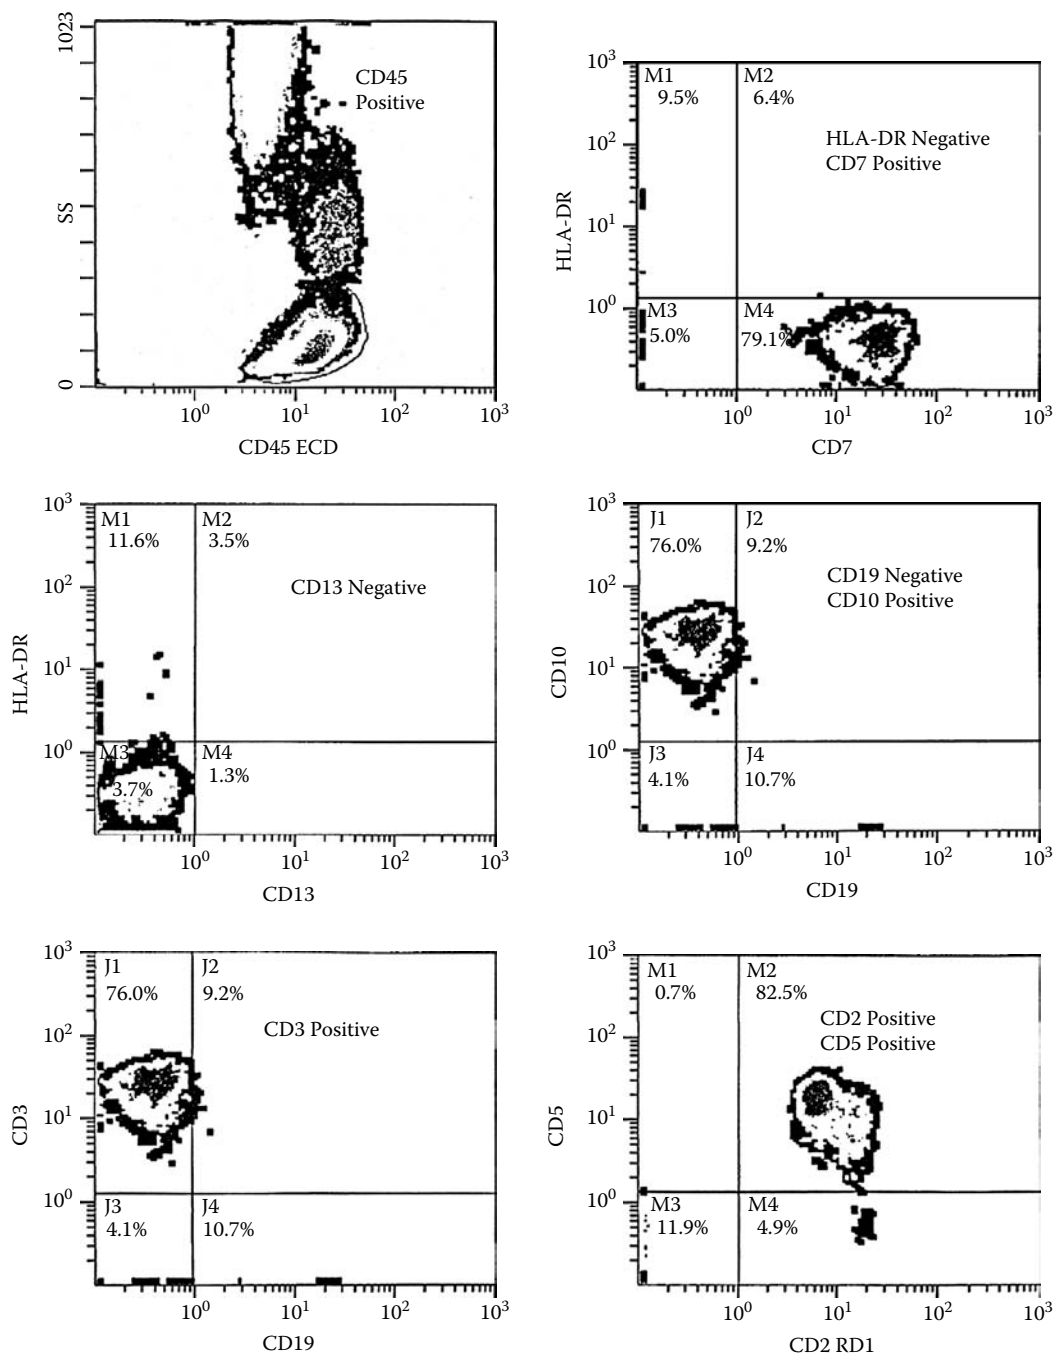 1023
SS
0
CD45
Positive
10⁰ 10¹ 10² 10³
CD45 ECD
10³
10²
10¹
10⁰
HLA-DR
M1
9.5%
M2
6.4%
HLA-DR Negative
CD7 Positive
M3
5.0%
M4
79.1%
10⁰ 10¹ 10² 10³
CD7
10³
10²
10¹
10⁰
HLA-DR
M1
11.6%
M2
3.5%
CD13 Negative
M3
3.7%
M4
1.3%
10⁰ 10¹ 10² 10³
CD13
10³
10²
10¹
10⁰
CD10
J1
76.0%
J2
9.2%
CD19 Negative
CD10 Positive
J3
4.1%
J4
10.7%
10⁰ 10¹ 10² 10³
CD19
10³
10²
10¹
10⁰
CD3
J1
76.0%
J2
9.2%
CD3 Positive
J3
4.1%
J4
10.7%
10⁰ 10¹ 10² 10³
CD19
10³
10²
10¹
10⁰
CD5
M1
0.7%
M2
82.5%
CD2 Positive
CD5 Positive
M3
11.9%
M4
4.9%
10⁰ 10¹ 10² 10³
CD2 RD1